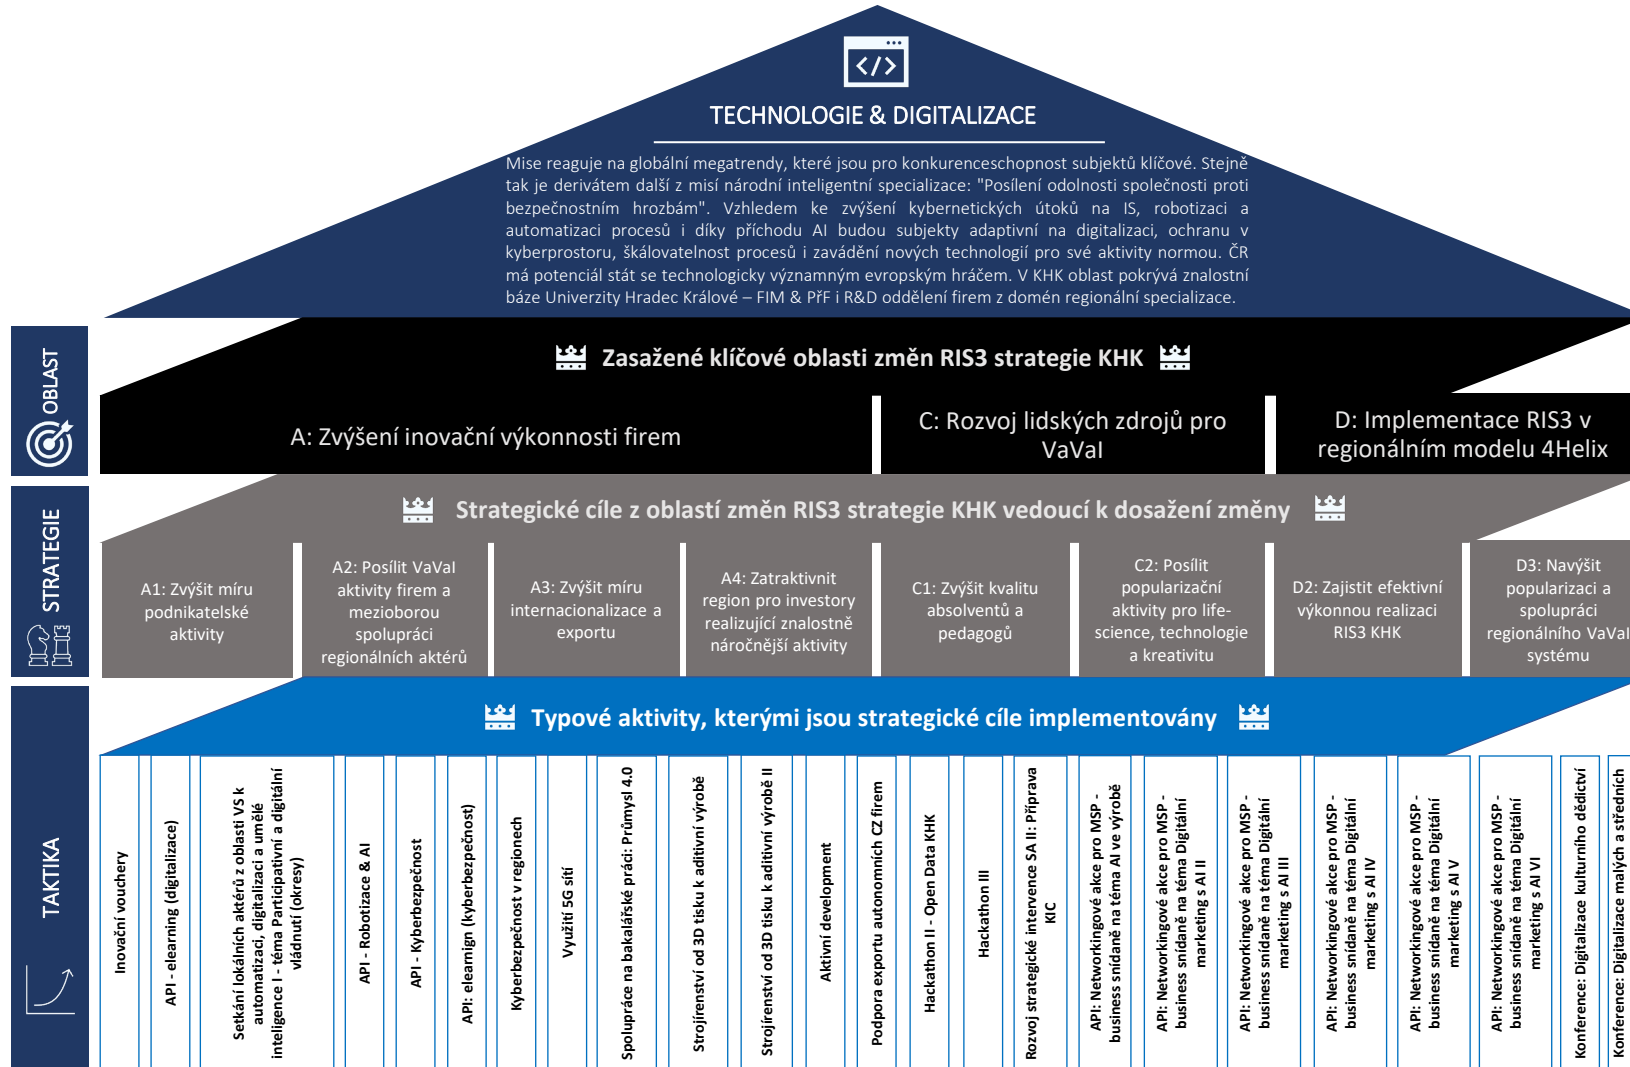 </>
TECHNOLOGIE & DIGITALIZACE
Mise reaguje na globální megatrendy, které jsou pro konkurenceschopnost subjektů klíčové. Stejně
tak je derivátem další z misí národní inteligentní specializace: "Posílení odolnosti společnosti proti
bezpečnostním hrozbám". Vzhledem ke zvýšení kybernetických útoků na IS, robotizaci a
automatizaci procesů i díky příchodu AI budou subjekty adaptivní na digitalizaci, ochranu v
kyberprostoru, škálovatelnost procesů i zavádění nových technologií pro své aktivity normou. ČR
má potenciál stát se technologicky významným evropským hráčem. V KHK oblast pokrývá znalostní
báze Univerzity Hradec Králové – FIM & PřF i R&D oddělení firem z domén regionální specializace.
OBLAST
Zasažené klíčové oblasti změn RIS3 strategie KHK
A: Zvýšení inovační výkonnosti firem
C: Rozvoj lidských zdrojů pro
VaVaI
D: Implementace RIS3 v
regionálním modelu 4Helix
STRATEGIE
Strategické cíle z oblastí změn RIS3 strategie KHK vedoucí k dosažení změny
A1: Zvýšit míru
podnikatelské
aktivity
A2: Posílit VaVaI
aktivity firem a
mezioborou
spolupráci
regionálních aktérů
A3: Zvýšit míru
internacionalizace a
exportu
A4: Zatraktivnit
region pro investory
realizující znalostně
náročnější aktivity
C1: Zvýšit kvalitu
absolventů a
pedagogů
C2: Posílit
popularizační
aktivity pro life-
science, technologie
a kreativitu
D2: Zajistit efektivní
výkonnou realizaci
RIS3 KHK
D3: Navýšit
popularizaci a
spolupráci
regionálního VaVaI
systému
TAKTIKA
Typové aktivity, kterými jsou strategické cíle implementovány
Inovační vouchery
API - elearning (digitalizace)
Setkání lokálních aktérů z oblasti VS k
automatizaci, digitalizaci a umělé
inteligence I - téma Participativní a digitální
vládnutí (okresy)
API - Robotizace & AI
API - Kyberbezpečnost
API: elearnign (kyberbezpečnost)
Kyberbezpečnost v regionech
Využití 5G sítí
Spolupráce na bakalářské práci: Průmysl 4.0
Strojírenství od 3D tisku k aditivní výrobě
Strojírenství od 3D tisku k aditivní výrobě II
Aktivní development
Podpora exportu autonomních CZ firem
Hackathon II - Open Data KHK
Hackathon III
Rozvoj strategické intervence SA II: Příprava
KIC
API: Networkingové akce pro MSP -
business snídaně na téma AI ve výrobě
API: Networkingové akce pro MSP -
business snídaně na téma Digitální
marketing s AI II
API: Networkingové akce pro MSP -
business snídaně na téma Digitální
marketing s AI III
API: Networkingové akce pro MSP -
business snídaně na téma Digitální
marketing s AI IV
API: Networkingové akce pro MSP -
business snídaně na téma Digitální
marketing s AI V
API: Networkingové akce pro MSP -
business snídaně na téma Digitální
marketing s AI VI
Konference: Digitalizace kulturního dědictví
Konference: Digitalizace malých a středních